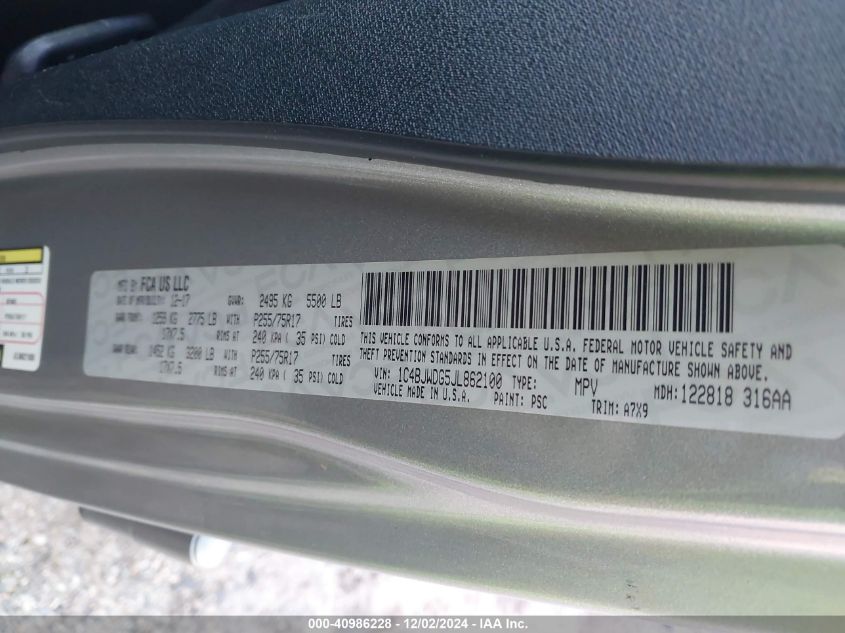 MFD BY: FCA US LLC
DATE OF MFR: 12-17 GVWR: 2495 KG 5500 LB
GAWR FRONT: 1259 KG 2775 LB WITH P255/75R17 TIRES
17X7.5 RIMS AT 240 KPA ( 35 PSI) COLD
GAWR REAR: 1452 KG 3200 LB WITH P255/75R17 TIRES
17X7.5 RIMS AT 240 KPA ( 35 PSI) COLD
THIS VEHICLE CONFORMS TO ALL APPLICABLE U.S.A. FEDERAL MOTOR VEHICLE SAFETY AND
THEFT PREVENTION STANDARDS IN EFFECT ON THE DATE OF MANUFACTURE SHOWN ABOVE.
VIN: 1C4BJWDG5JL862100 TYPE: MPV MDH: 122818 316AA
VEHICLE MADE IN U.S.A. PAINT: PSC TRIM: A7X9
000-40986228 - 12/02/2024 - 1 of 1